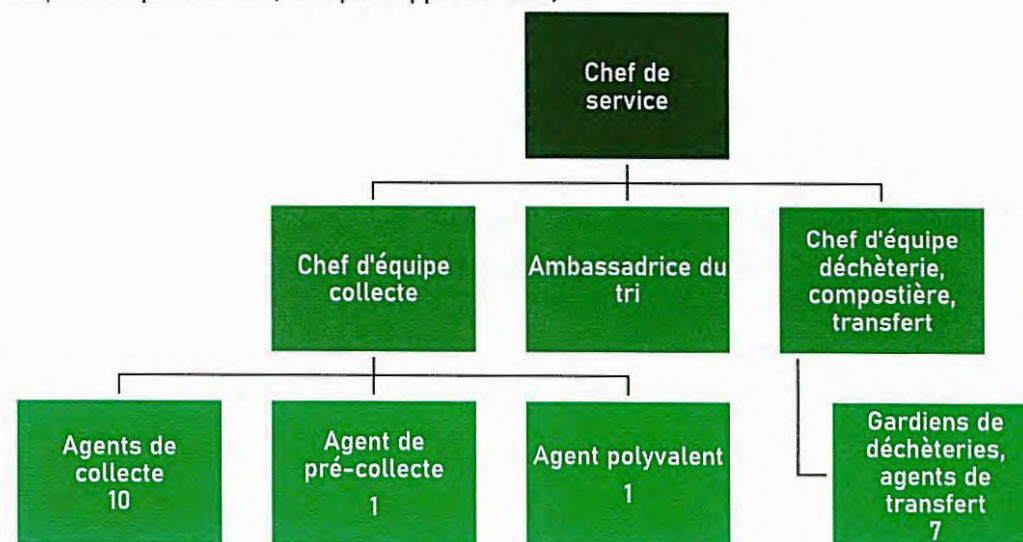 Chef de
service
Chef d'équipe
collecte
Ambassadrice du
tri
Chef d'équipe
déchèterie,
compostière,
transfert
Agents de
collecte
10
Agent de
pré-collecte
1
Agent polyvalent
1
Gardiens de
déchèteries,
agents de
transfert
7